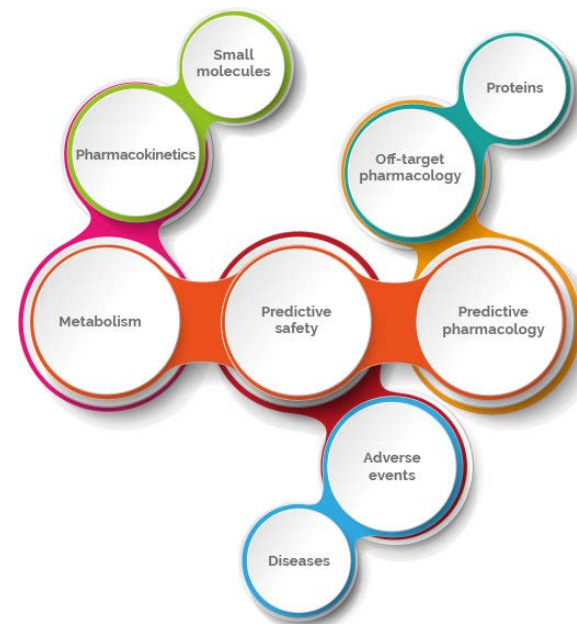 Small
molecules
Proteins
Pharmacokinetics
Off-target
pharmacology
Metabolism
Predictive
safety
Predictive
pharmacology
Adverse
events
Diseases